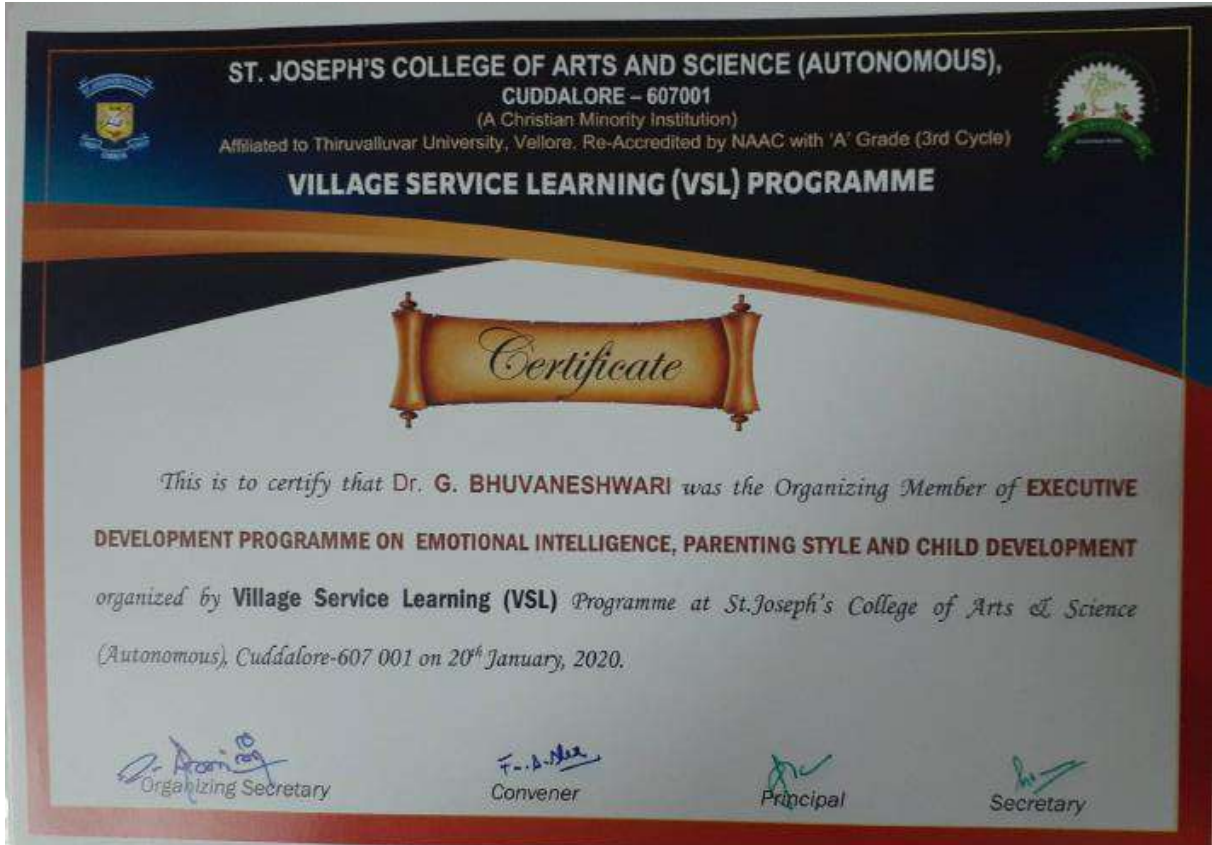 ST. JOSEPH'S COLLEGE OF ARTS AND SCIENCE (AUTONOMOUS),
CUDDALORE – 607001
(A Christian Minority Institution)
Affiliated to Thiruvalluvar University, Vellore. Re-Accredited by NAAC with 'A' Grade (3rd Cycle)
VILLAGE SERVICE LEARNING (VSL) PROGRAMME
Certificate
This is to certify that Dr. G. BHUVANESHWARI was the Organizing Member of EXECUTIVE
DEVELOPMENT PROGRAMME ON EMOTIONAL INTELLIGENCE, PARENTING STYLE AND CHILD DEVELOPMENT
organized by Village Service Learning (VSL) Programme at St.Joseph's College of Arts & Science
(Autonomous), Cuddalore-607 001 on 20th January, 2020.
Organizing Secretary
Convener
Principal
Secretary